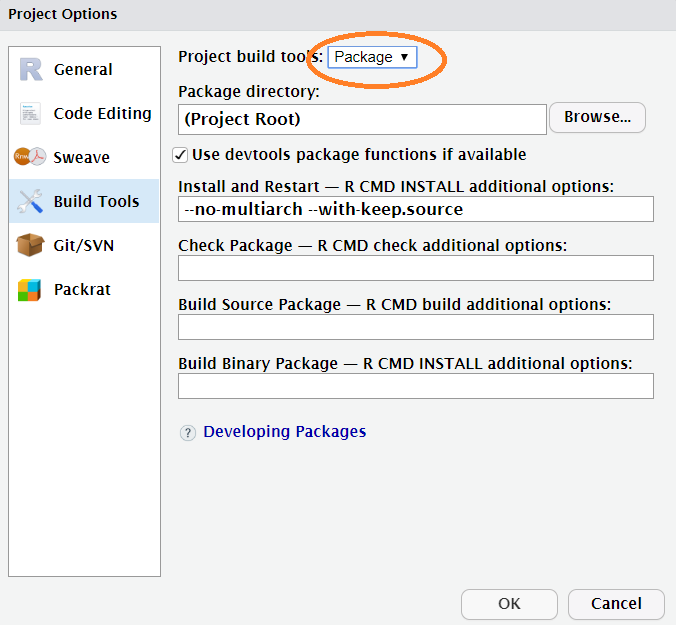 Project Options
General
Code Editing
Sweave
Build Tools
Git/SVN
Packrat
Project build tools: Package
Package directory:
(Project Root) Browse...
Use devtools package functions if available
Install and Restart — R CMD INSTALL additional options:
--no-multiarch --with-keep.source
Check Package — R CMD check additional options:
Build Source Package — R CMD build additional options:
Build Binary Package — R CMD INSTALL additional options:
? Developing Packages
OK Cancel